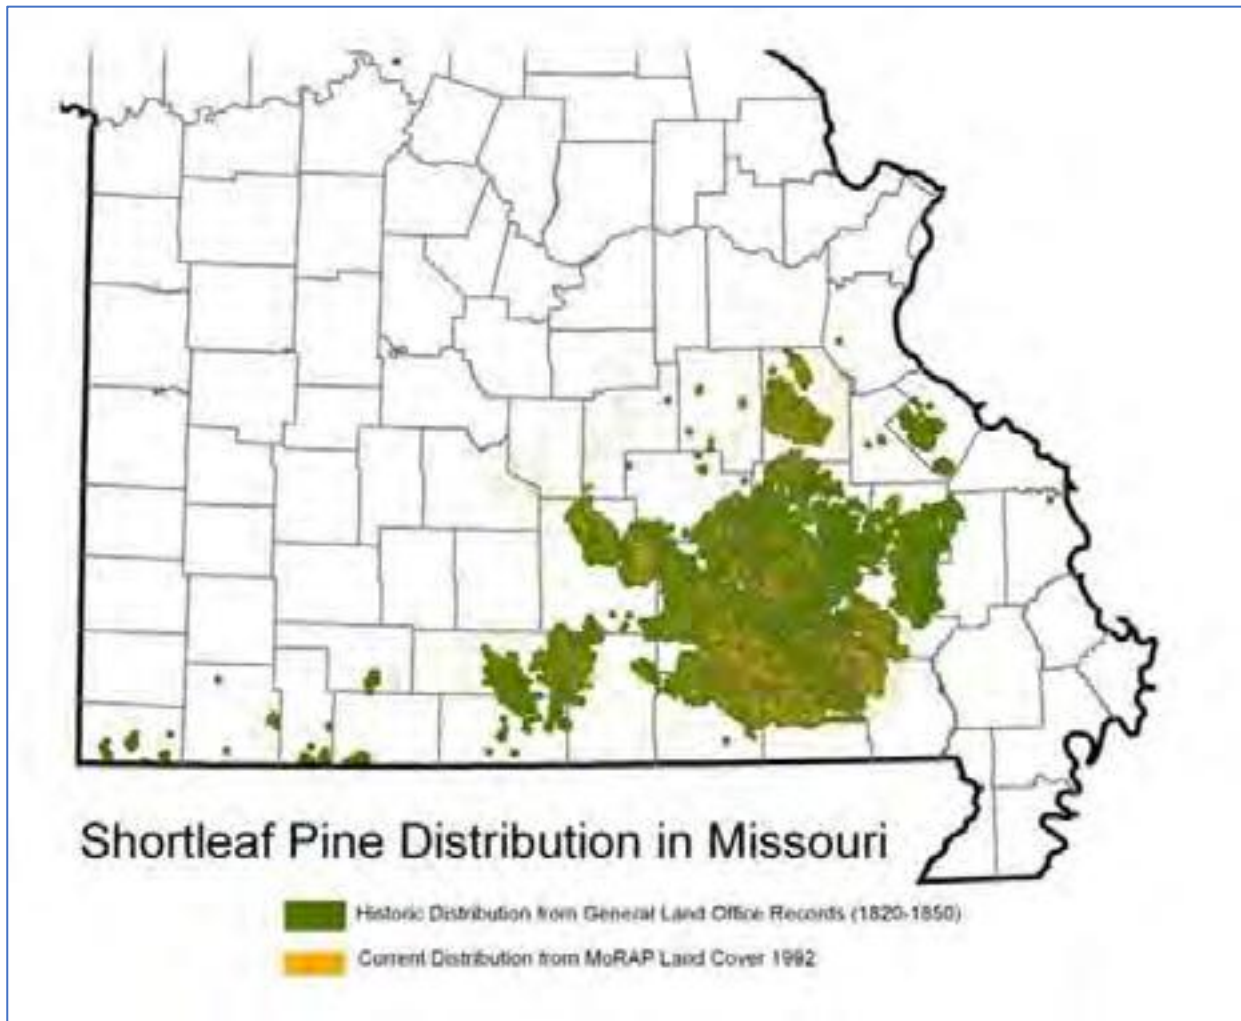 Shortleaf Pine Distribution in Missouri
Historic Distribution from General Land Office Records (1820-1850)
Current Distribution from MoRAP Land Cover 1992